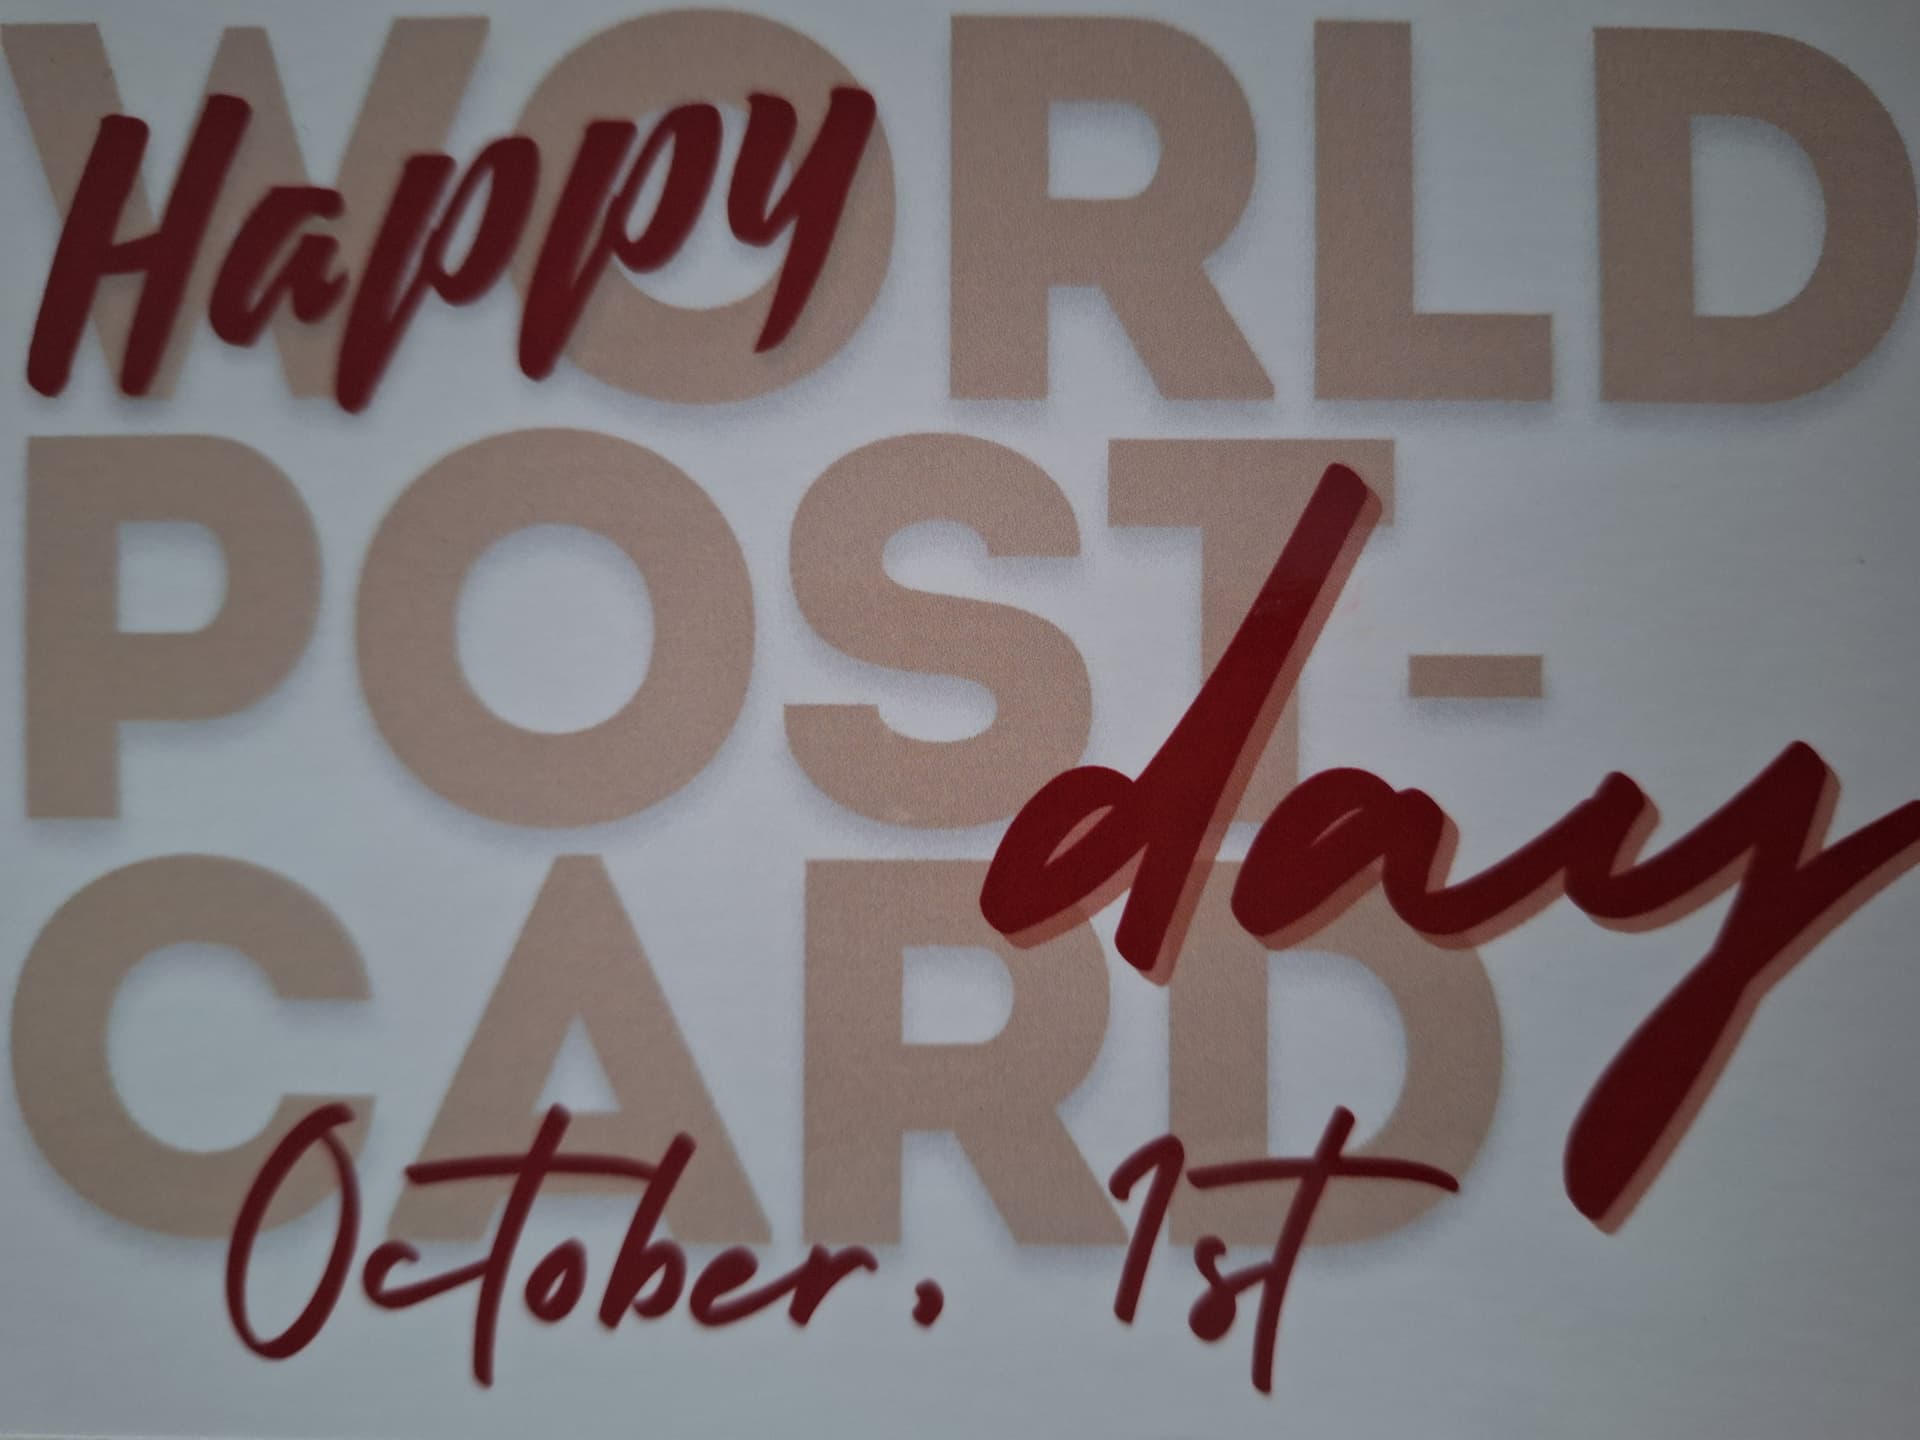 Happy
WORLD
POST-
CARD
day
October, 1st